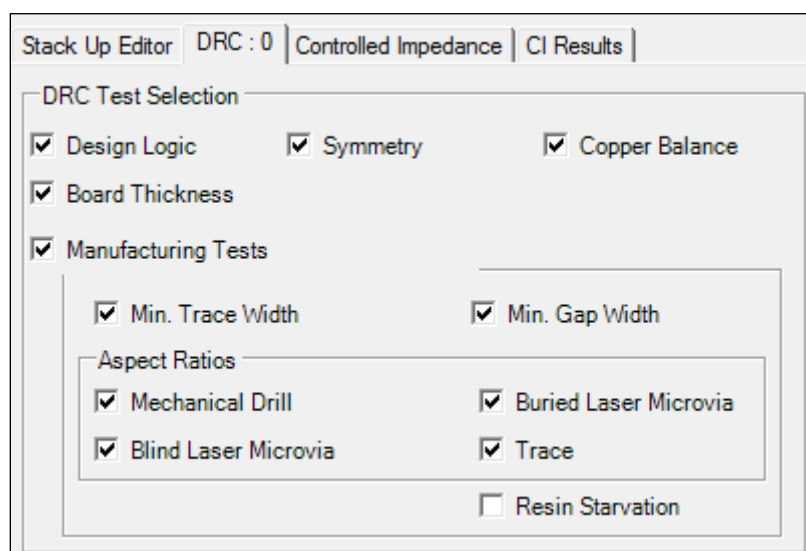 Stack Up Editor DRC : 0 Controlled Impedance CI Results
DRC Test Selection
Design Logic Symmetry Copper Balance
Board Thickness
Manufacturing Tests
Min. Trace Width Min. Gap Width
Aspect Ratios
Mechanical Drill Buried Laser Microvia
Blind Laser Microvia Trace
Resin Starvation